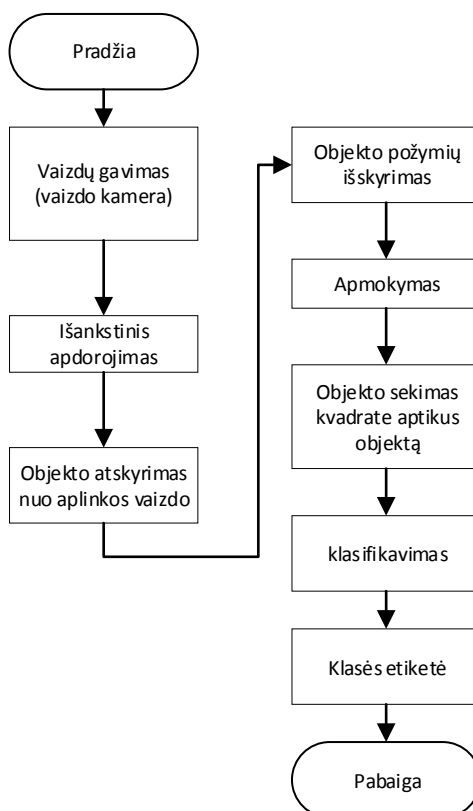 Pradžia
Vaizdų gavimas
(vaizdo kamera)
Išankstinis
apdorojimas
Objekto atskyrimas
nuo aplinkos vaizdo
Objekto požymių
išskyrimas
Apmokymas
Objekto sekimas
kvadrate aptikus
objektą
klasifikavimas
Klasės etiketė
Pabaiga